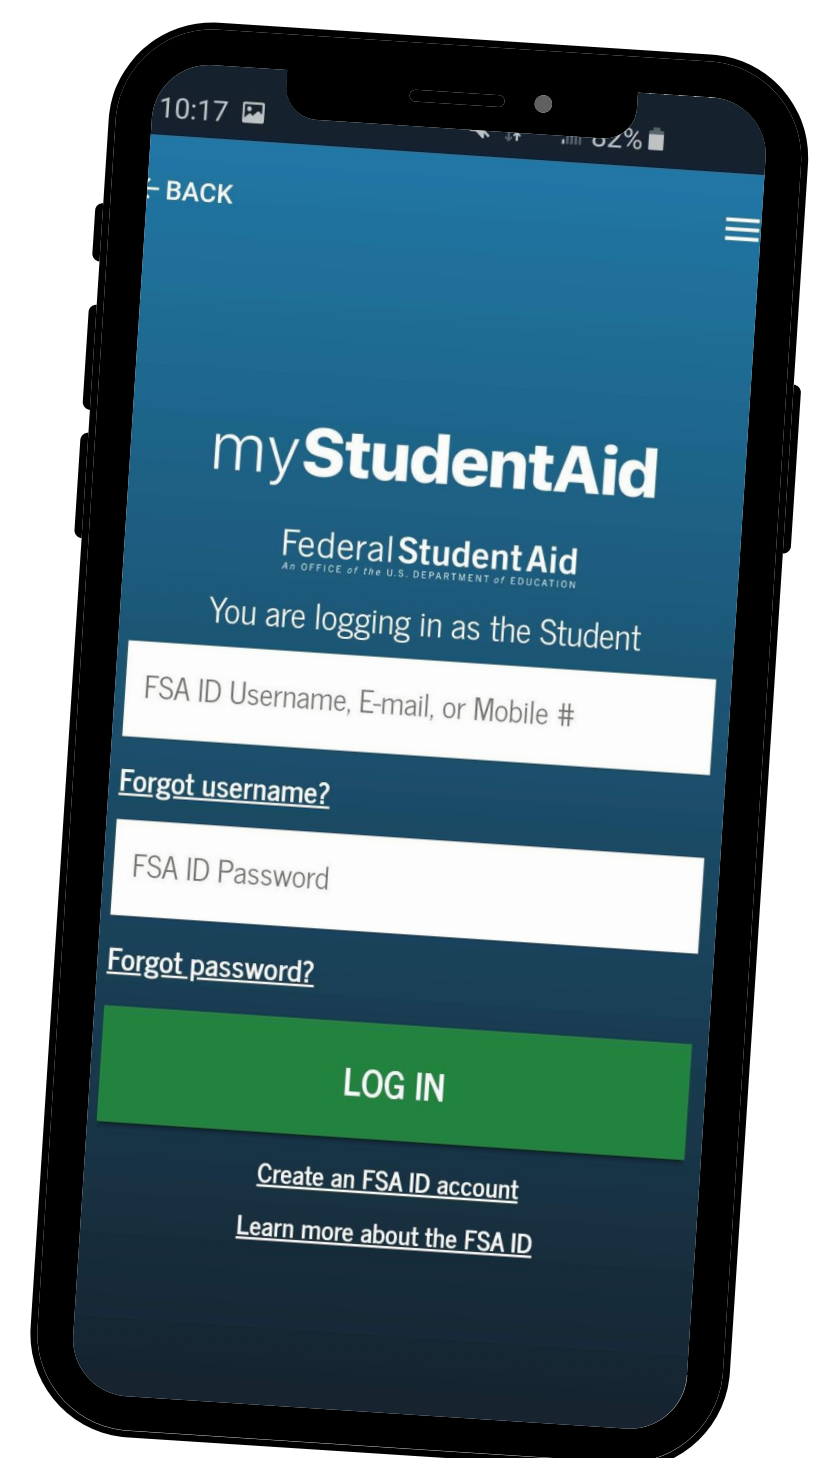 10:17
82%
BACK
myStudentAid
Federal Student Aid
An OFFICE of the U.S. DEPARTMENT of EDUCATION
You are logging in as the Student
FSA ID Username, E-mail, or Mobile #
Forgot username?
FSA ID Password
Forgot password?
LOG IN
Create an FSA ID account
Learn more about the FSA ID